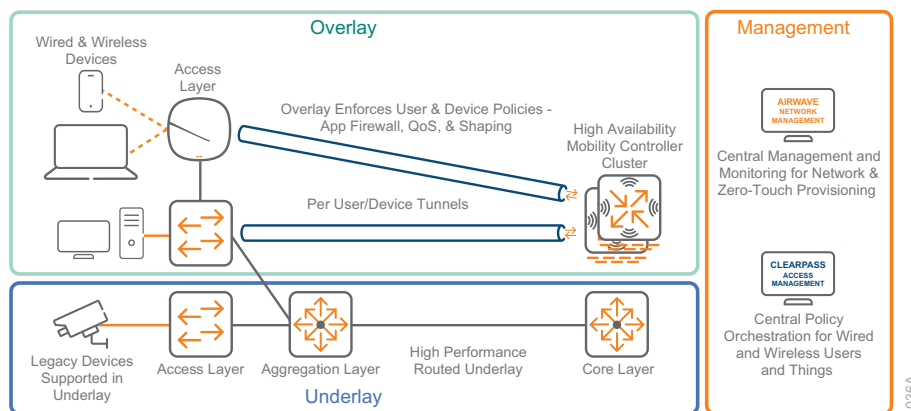 Overlay
Management
Wired & Wireless
Devices
Access
Layer
Overlay Enforces User & Device Policies -
App Firewall, QoS, & Shaping
High Availability
Mobility Controller
Cluster
Per User/Device Tunnels
AIRWAVE
NETWORK
MANAGEMENT
Central Management and
Monitoring for Network &
Zero-Touch Provisioning
CLEARPASS
ACCESS
MANAGEMENT
Central Policy
Orchestration for Wired
and Wireless Users
and Things
Legacy Devices
Supported in
Underlay
Access Layer
Aggregation Layer
High Performance
Routed Underlay
Core Layer
Underlay